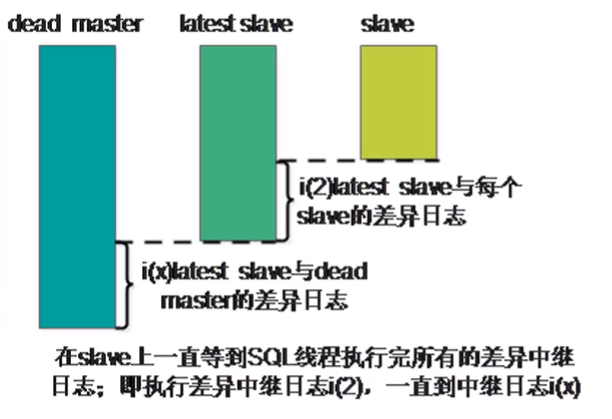 dead master
latest slave
slave
i(2)latest slave与每个
slave的差异日志
i(x)latest slave与dead
master的差异日志
在slave上一直等到SQL线程执行完所有的差异中继
日志；即执行差异中继日志i(2)，一直到中继日志i(x)